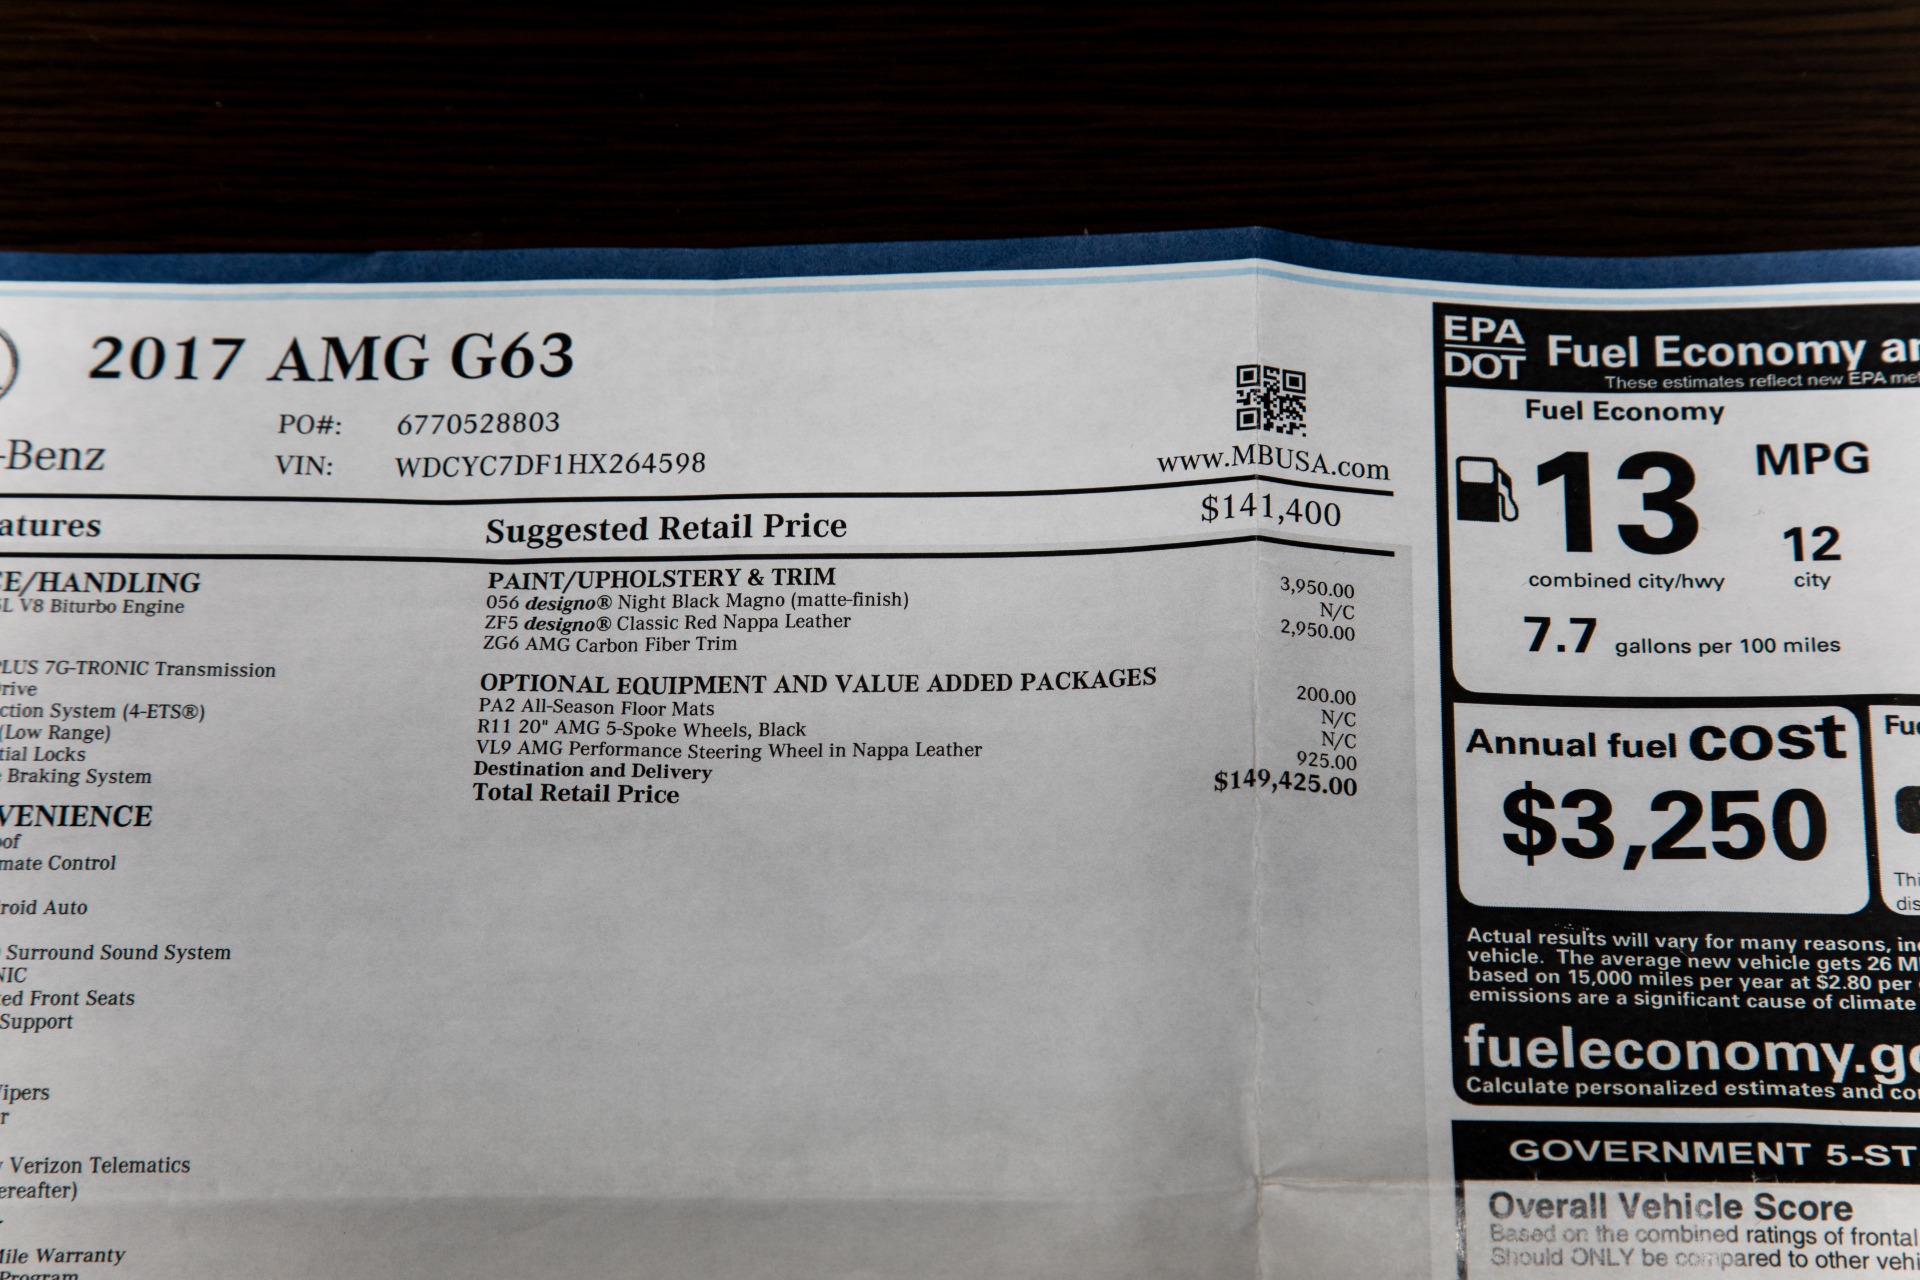 2017 AMG G63
PO#: 6770528803
-Benz
VIN: WDCYC7DF1HX264598
www.MBUSA.com
atures
Suggested Retail Price $141,400
E/HANDLING
L V8 Biturbo Engine
PLUS 7G-TRONIC Transmission
rive
ction System (4-ETS®)
(Low Range)
tial Locks
Braking System
VENIENCE
oof
mate Control
roid Auto
Surround Sound System
NIC
ed Front Seats
Support
ipers
r
Verizon Telematics
ereafter)
Mile Warranty
Program
PAINT/UPHOLSTERY & TRIM
056 designo® Night Black Magno (matte-finish) 3,950.00
ZF5 designo® Classic Red Nappa Leather N/C
ZG6 AMG Carbon Fiber Trim 2,950.00
OPTIONAL EQUIPMENT AND VALUE ADDED PACKAGES
PA2 All-Season Floor Mats 200.00
R11 20" AMG 5-Spoke Wheels, Black N/C
VL9 AMG Performance Steering Wheel in Nappa Leather N/C
Destination and Delivery 925.00
Total Retail Price $149,425.00
EPA
DOT
Fuel Economy an
These estimates reflect new EPA met
Fuel Economy
13 MPG
12
combined city/hwy city
7.7 gallons per 100 miles
Annual fuel cost
$3,250
Fue
Thi
dis
Actual results will vary for many reasons, inc
vehicle. The average new vehicle gets 26 M
based on 15,000 miles per year at $2.80 per
emissions are a significant cause of climate
fueleconomy.go
Calculate personalized estimates and co
GOVERNMENT 5-ST
Overall Vehicle Score
Based on the combined ratings of frontal
Should ONLY be compared to other vehi